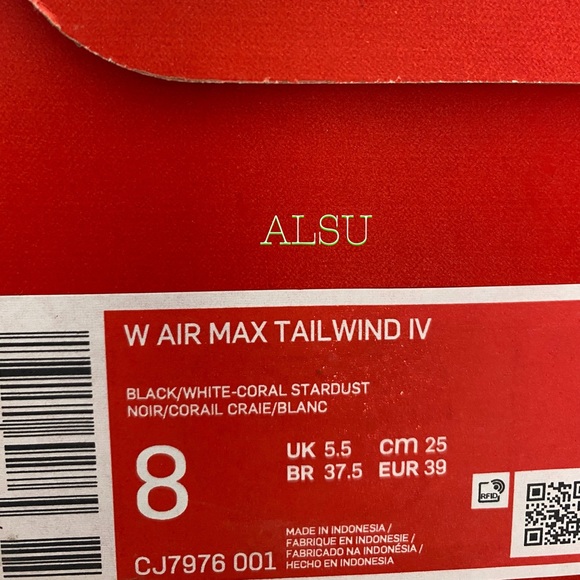 ALSU
W AIR MAX TAILWIND IV
BLACK/WHITE-CORAL STARDUST
NOIR/CORAIL CRAIE/BLANC
8
UK 5.5 cm 25
BR 37.5 EUR 39
RFID
CJ7976 001
MADE IN INDONESIA/
FABRIQUE EN INDONESIE/
FABRICADO NA INDONÉSIA/
HECHO EN INDONESIA